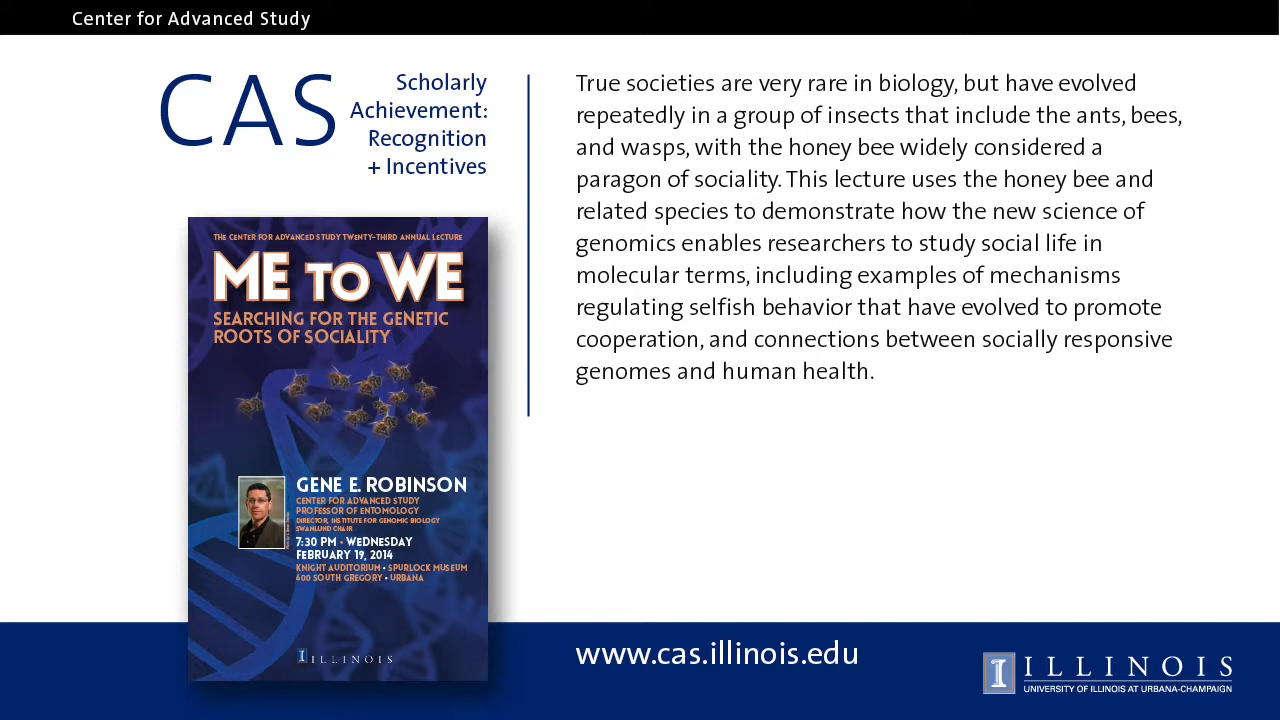 Center for Advanced Study
CAS
Scholarly
Achievement:
Recognition
+ Incentives
THE CENTER FOR ADVANCED STUDY TWENTY-THIRD ANNUAL LECTURE
ME TO WE
SEARCHING FOR THE GENETIC
ROOTS OF SOCIALITY
GENE E. ROBINSON
CENTER FOR ADVANCED STUDY
PROFESSOR OF ENTOMOLOGY
DIRECTOR, INSTITUTE FOR GENOMIC BIOLOGY
SWANLUND CHAIR
7:30 PM • WEDNESDAY
FEBRUARY 19, 2014
KNIGHT AUDITORIUM • SPURLOCK MUSEUM
600 SOUTH GREGORY • URBANA
I ILLINOIS
True societies are very rare in biology, but have evolved
repeatedly in a group of insects that include the ants, bees,
and wasps, with the honey bee widely considered a
paragon of sociality. This lecture uses the honey bee and
related species to demonstrate how the new science of
genomics enables researchers to study social life in
molecular terms, including examples of mechanisms
regulating selfish behavior that have evolved to promote
cooperation, and connections between socially responsive
genomes and human health.
www.cas.illinois.edu
I ILLINOIS
UNIVERSITY OF ILLINOIS AT URBANA-CHAMPAIGN